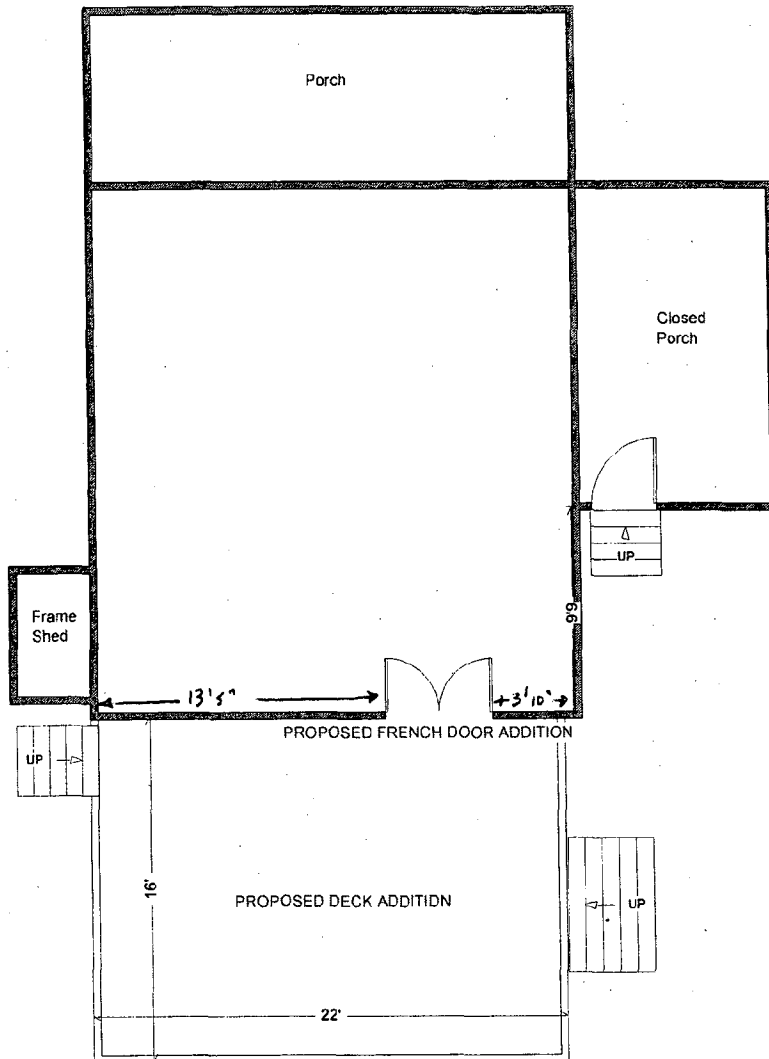 Porch
Closed
Porch
UP
9'9
Frame
Shed
13'5"
3'10"
PROPOSED FRENCH DOOR ADDITION
UP
16'
PROPOSED DECK ADDITION
UP
22'